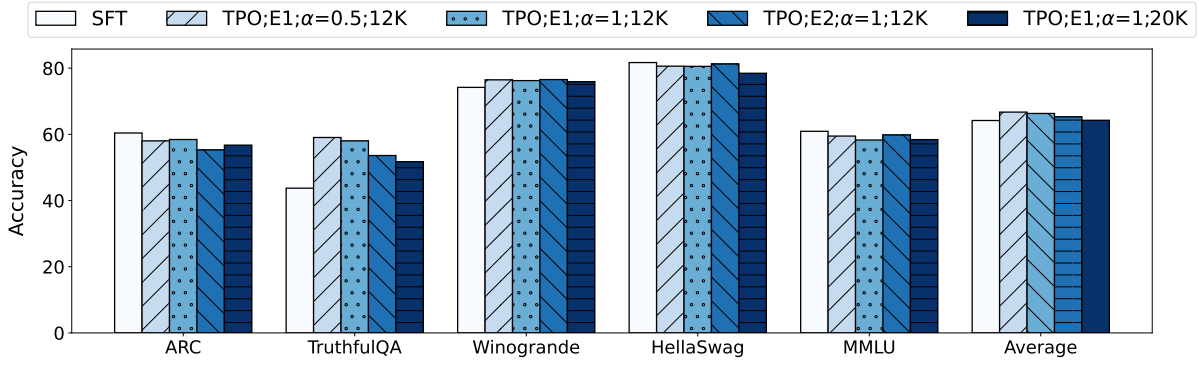 SFT TPO;E1;α=0.5;12K TPO;E1;α=1;12K TPO;E2;α=1;12K TPO;E1;α=1;20K
80
60
40
20
0
Accuracy
ARC TruthfulQA Winogrande HellaSwag MMLU Average